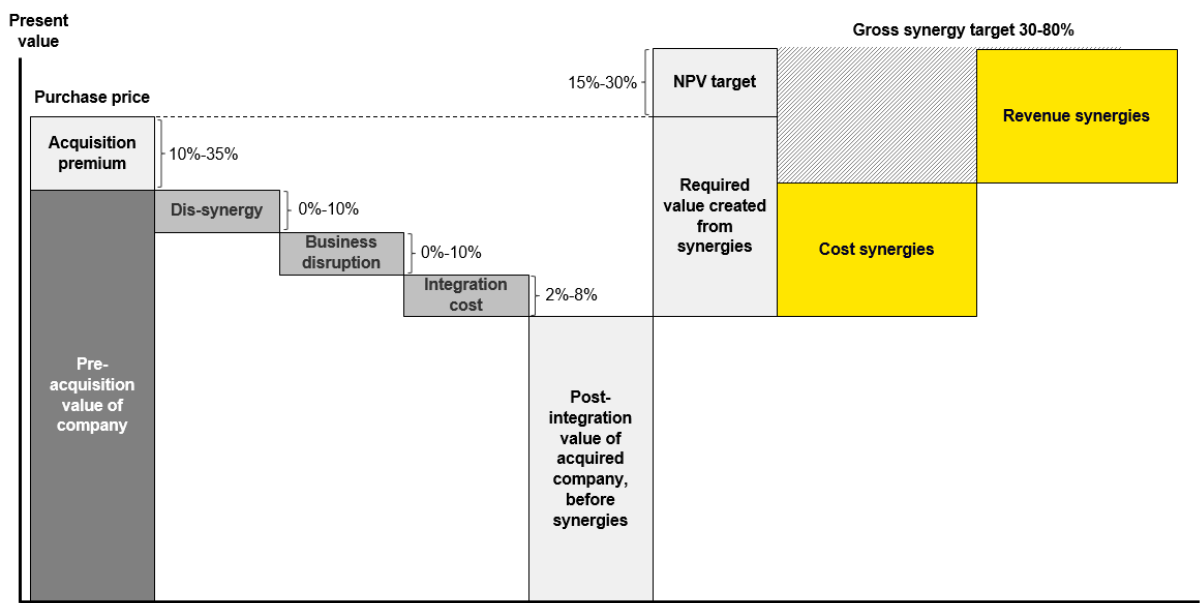 Present
value
Gross synergy target 30-80%
15%-30%
NPV target
Purchase price
Revenue synergies
Acquisition
premium
10%-35%
Required
value created
from
synergies
Dis-synergy
0%-10%
Business
disruption
0%-10%
Cost synergies
Integration
cost
2%-8%
Pre-
acquisition
value of
company
Post-
integration
value of
acquired
company,
before
synergies